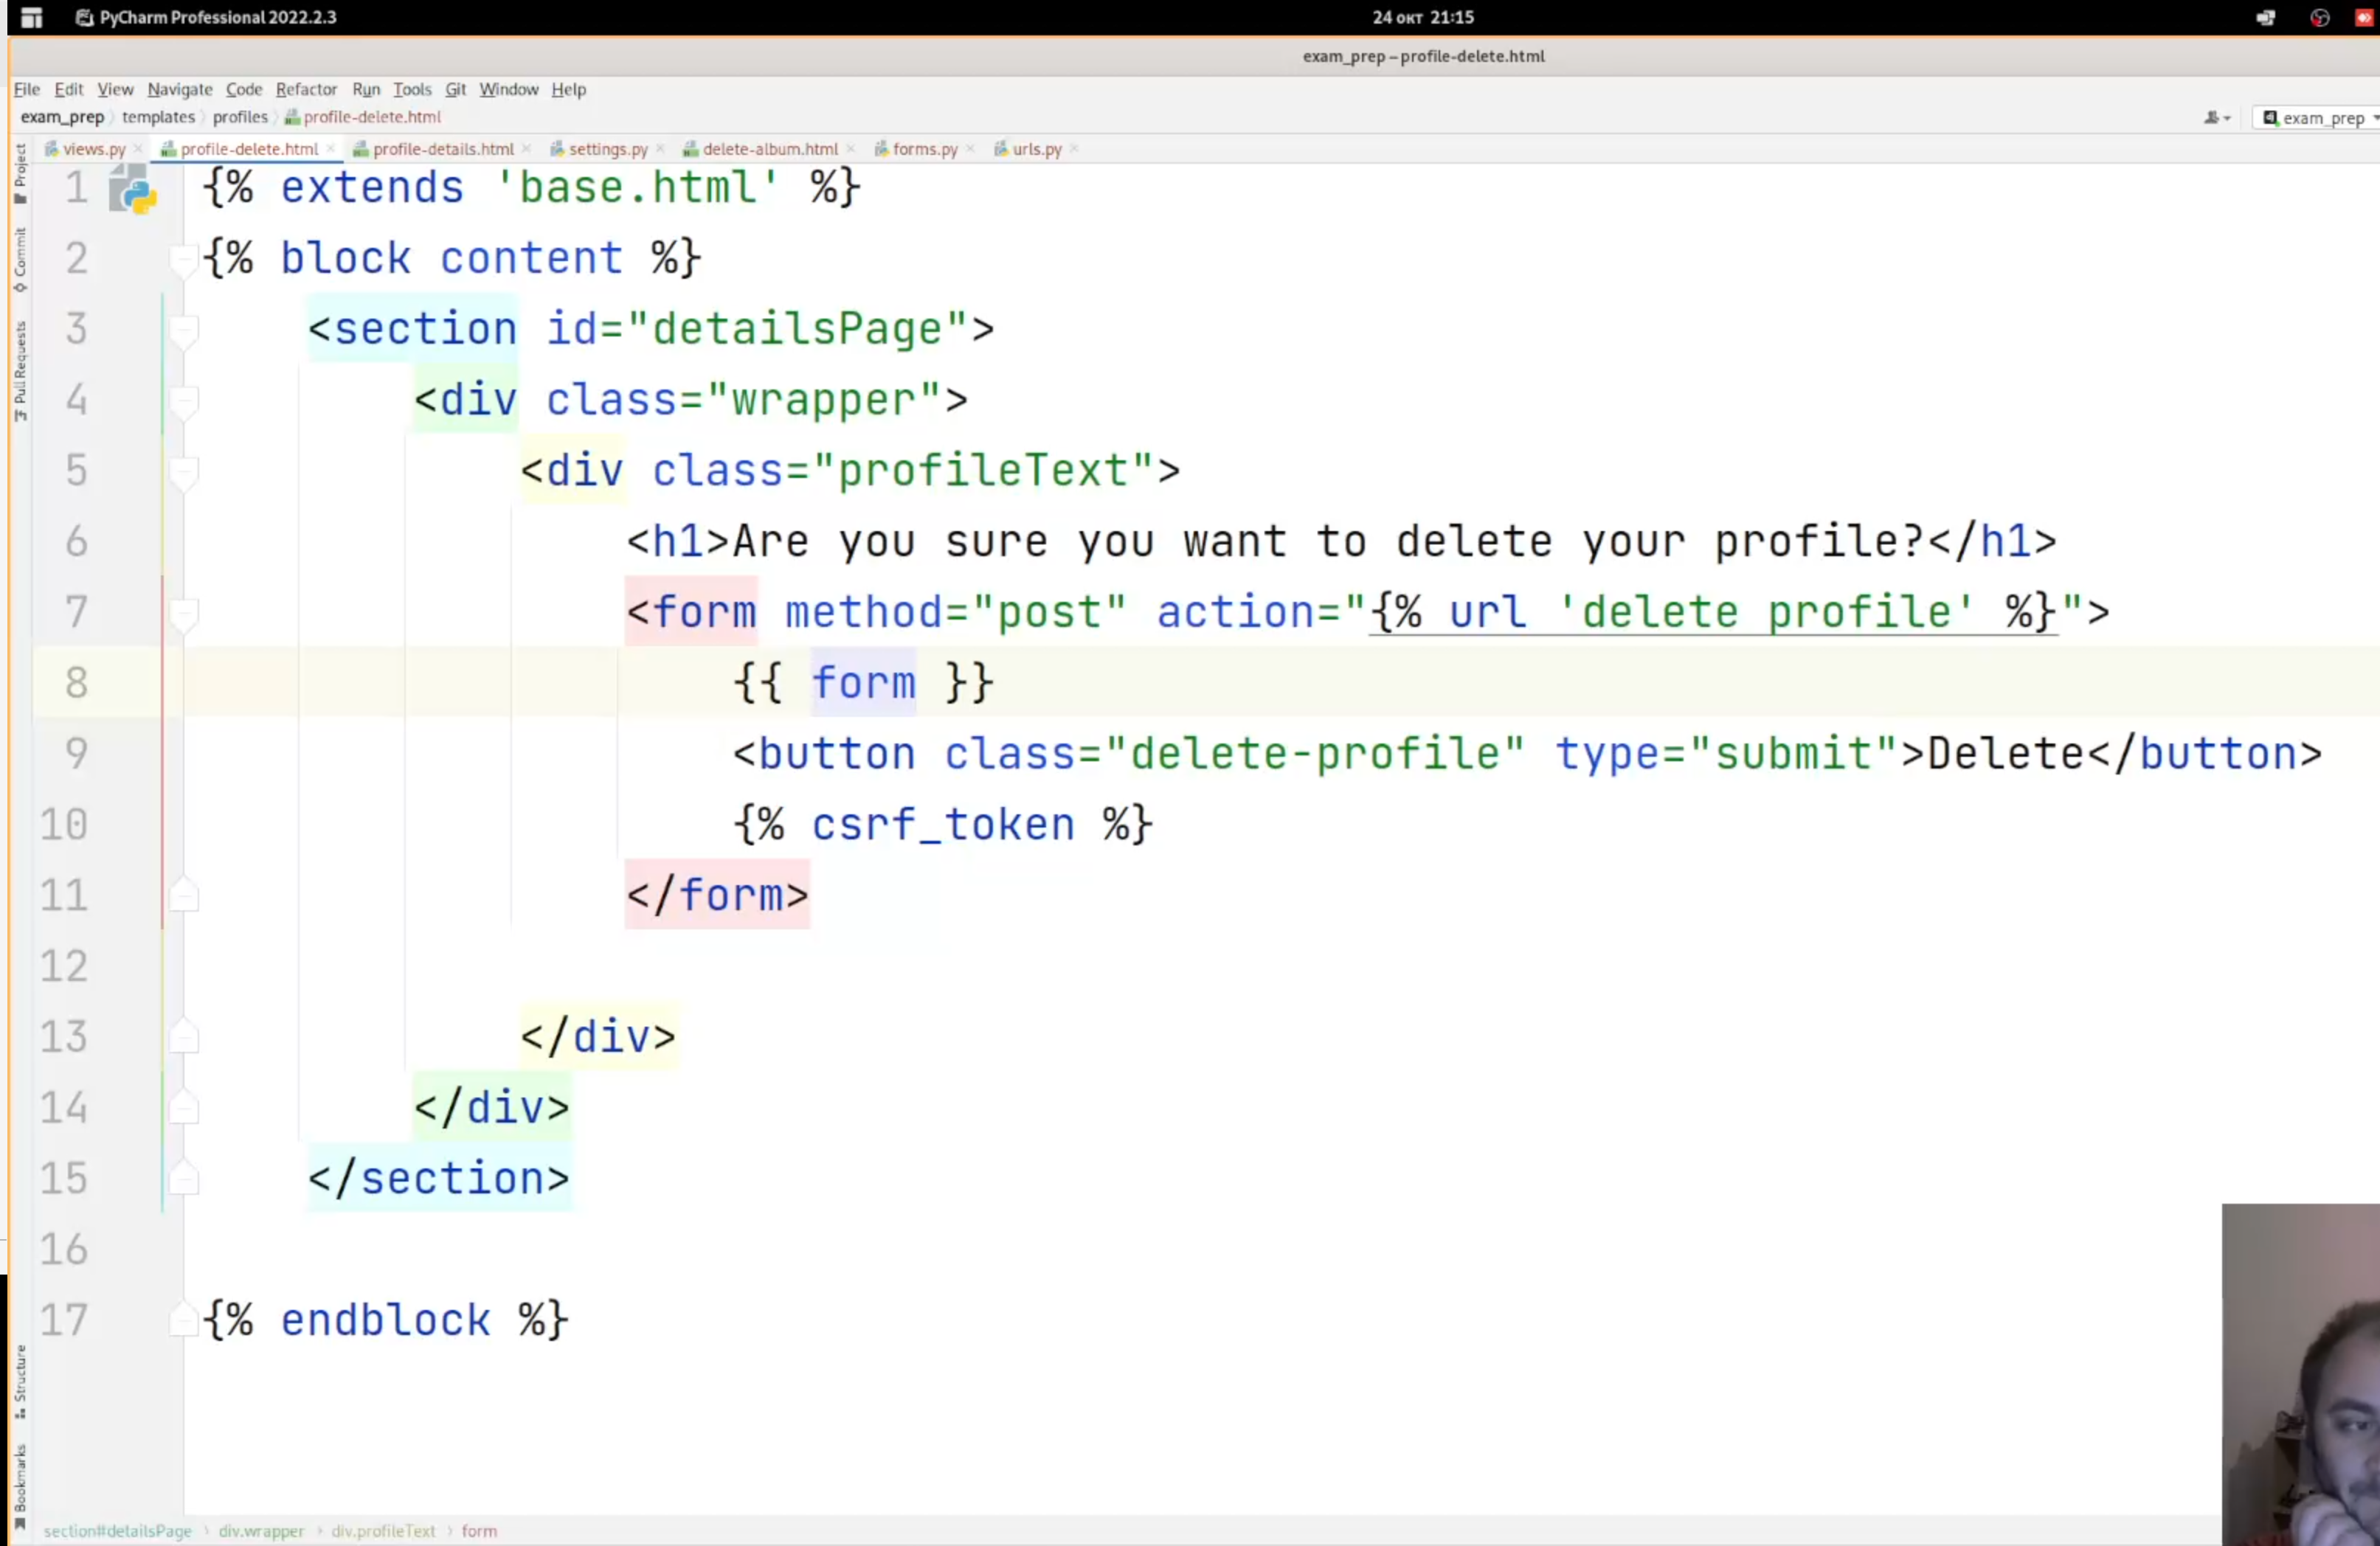 PyCharm Professional 2022.2.3
24 окт 21:15
exam_prep – profile-delete.html
File Edit View Navigate Code Refactor Run Tools Git Window Help
exam_prep templates profiles profile-delete.html
exam_prep
views.py profile-delete.html profile-details.html settings.py delete-album.html forms.py urls.py
Project
Commit
Pull Requests
Structure
Bookmarks
1 {% extends 'base.html' %}
2 {% block content %}
3 <section id="detailsPage">
4 <div class="wrapper">
5 <div class="profileText">
6 <h1>Are you sure you want to delete your profile?</h1>
7 <form method="post" action="{% url 'delete profile' %}">
8 {{ form }}
9 <button class="delete-profile" type="submit">Delete</button>
10 {% csrf_token %}
11 </form>
12
13 </div>
14 </div>
15 </section>
16
17 {% endblock %}
section#detailsPage › div.wrapper › div.profileText › form